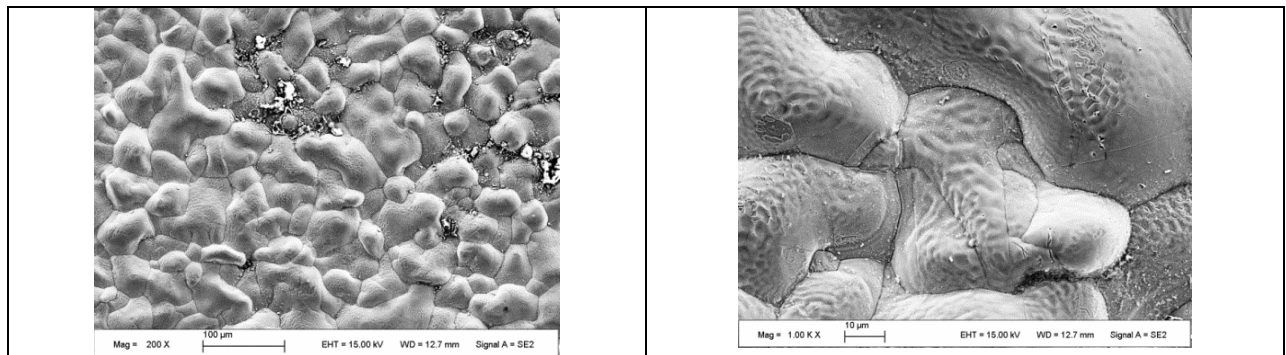 Mag = 200 X 100 µm EHT = 15.00 kV WD = 12.7 mm Signal A = SE2
Mag = 1.00 K X 10 µm EHT = 15.00 kV WD = 12.7 mm Signal A = SE2